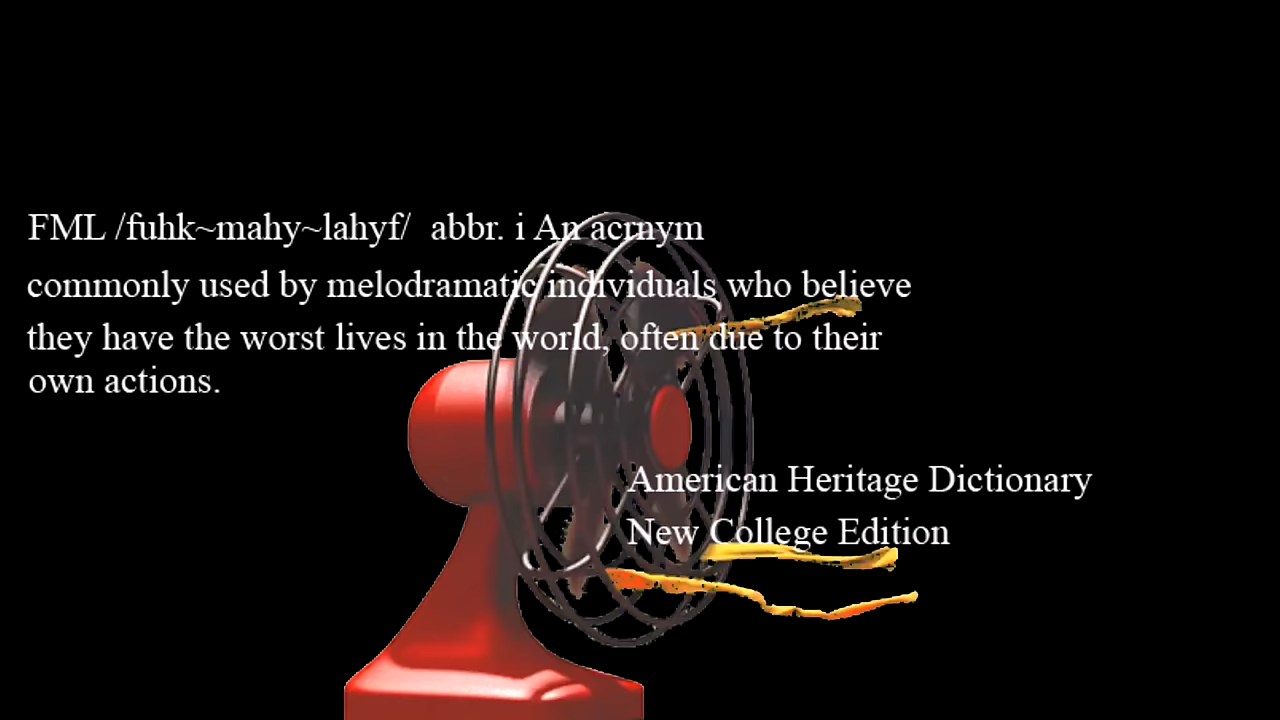 FML /fuhk~mahy~lahyf/ abbr. i An acrnym
commonly used by melodramatic individuals who believe
they have the worst lives in the world, often due to their
own actions.
American Heritage Dictionary
New College Edition